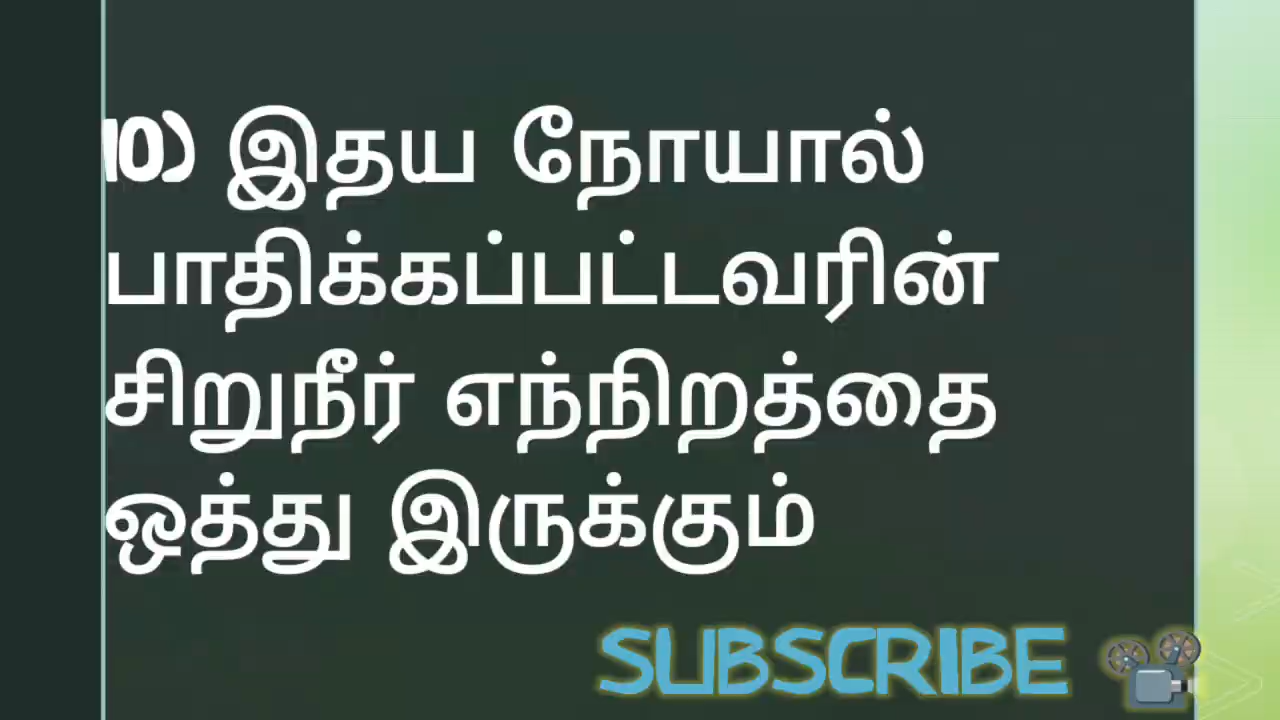 10) இதய நோயால்
பாதிக்கப்பட்டவரின்
சிறுநீர் எந்நிறத்தை
ஒத்து இருக்கும்
SUBSCRIBE